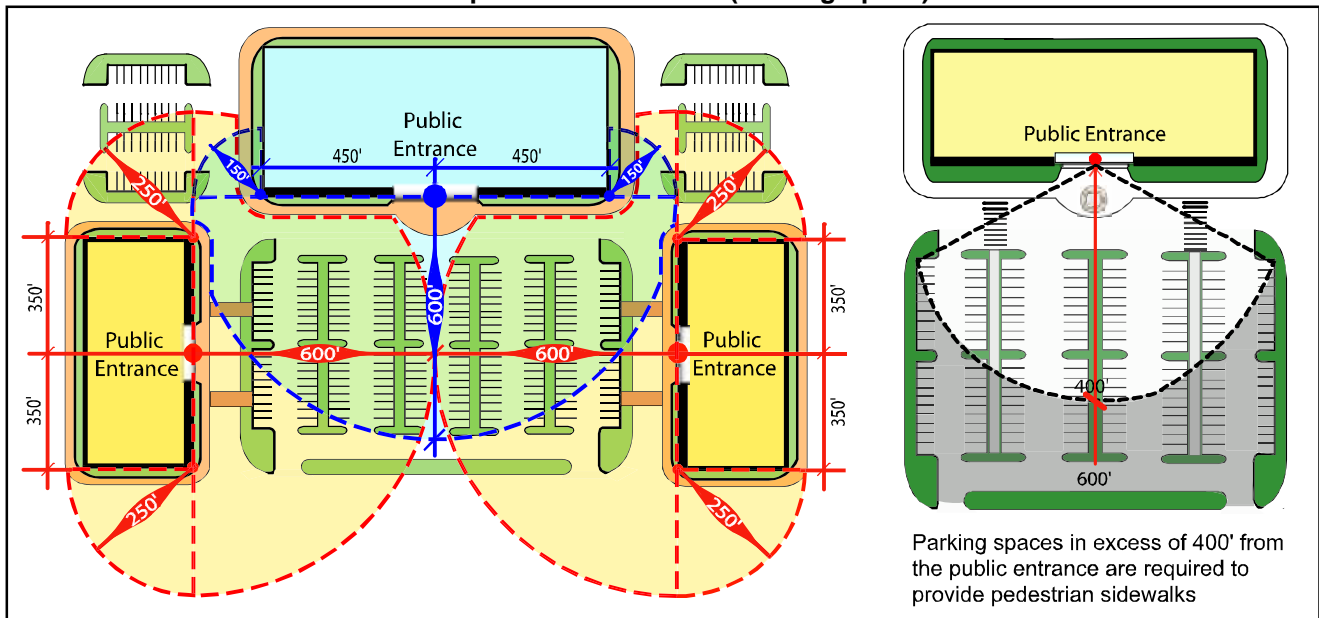 Public
Entrance
450'
450'
150'
150'
250'
250'
350'
350'
600'
Public
Entrance
600'
600'
Public
Entrance
350'
350'
250'
250'
Public Entrance
400'
600'
Parking spaces in excess of 400' from
the public entrance are required to
provide pedestrian sidewalks